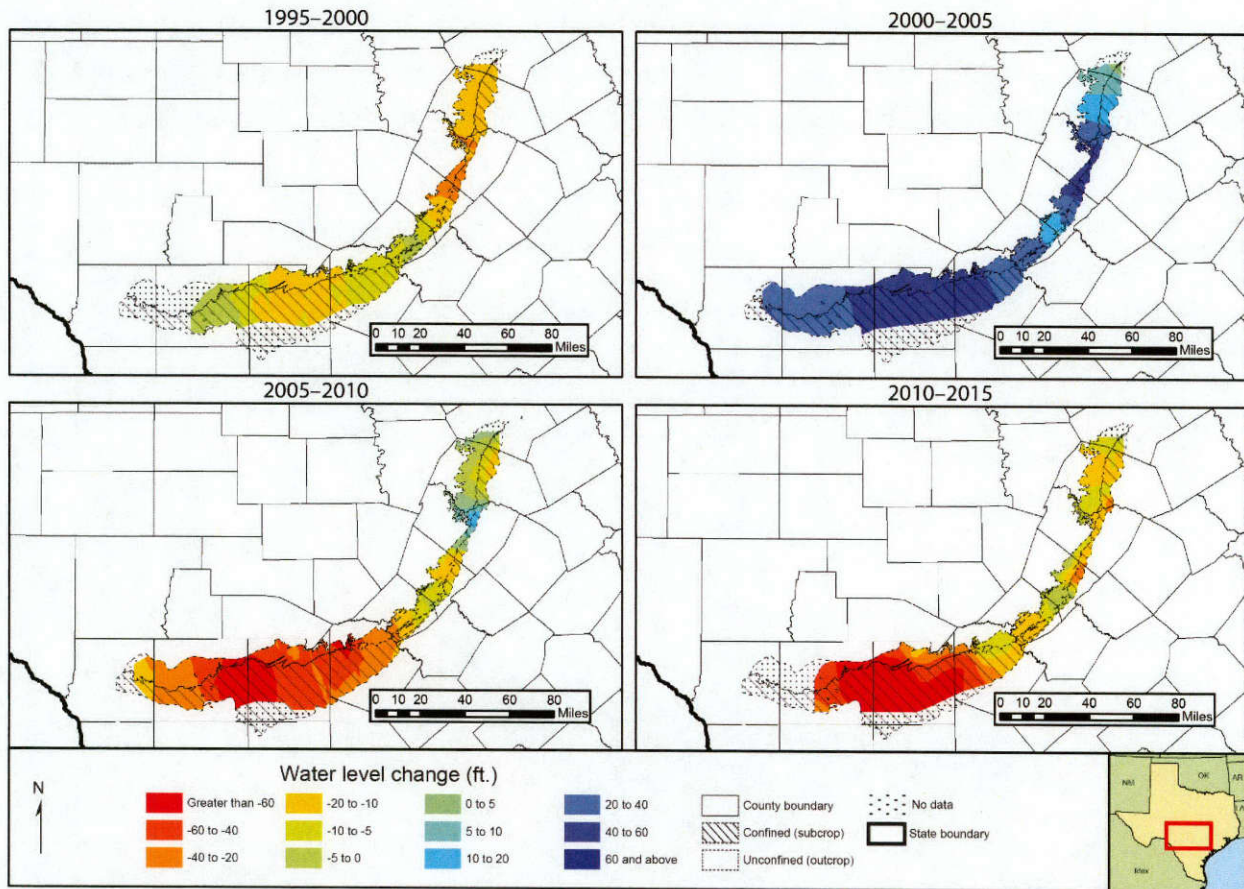 1995–2000
0 10 20 40 60 80
Miles
2000–2005
0 10 20 40 60 80
Miles
2005–2010
0 10 20 40 60 80
Miles
2010–2015
0 10 20 40 60 80
Miles
N
Water level change (ft.)
Greater than -60
-60 to -40
-40 to -20
-20 to -10
-10 to -5
-5 to 0
0 to 5
5 to 10
10 to 20
20 to 40
40 to 60
60 and above
County boundary
Confined (subcrop)
Unconfined (outcrop)
No data
State boundary
NM
OK
AR
Mex